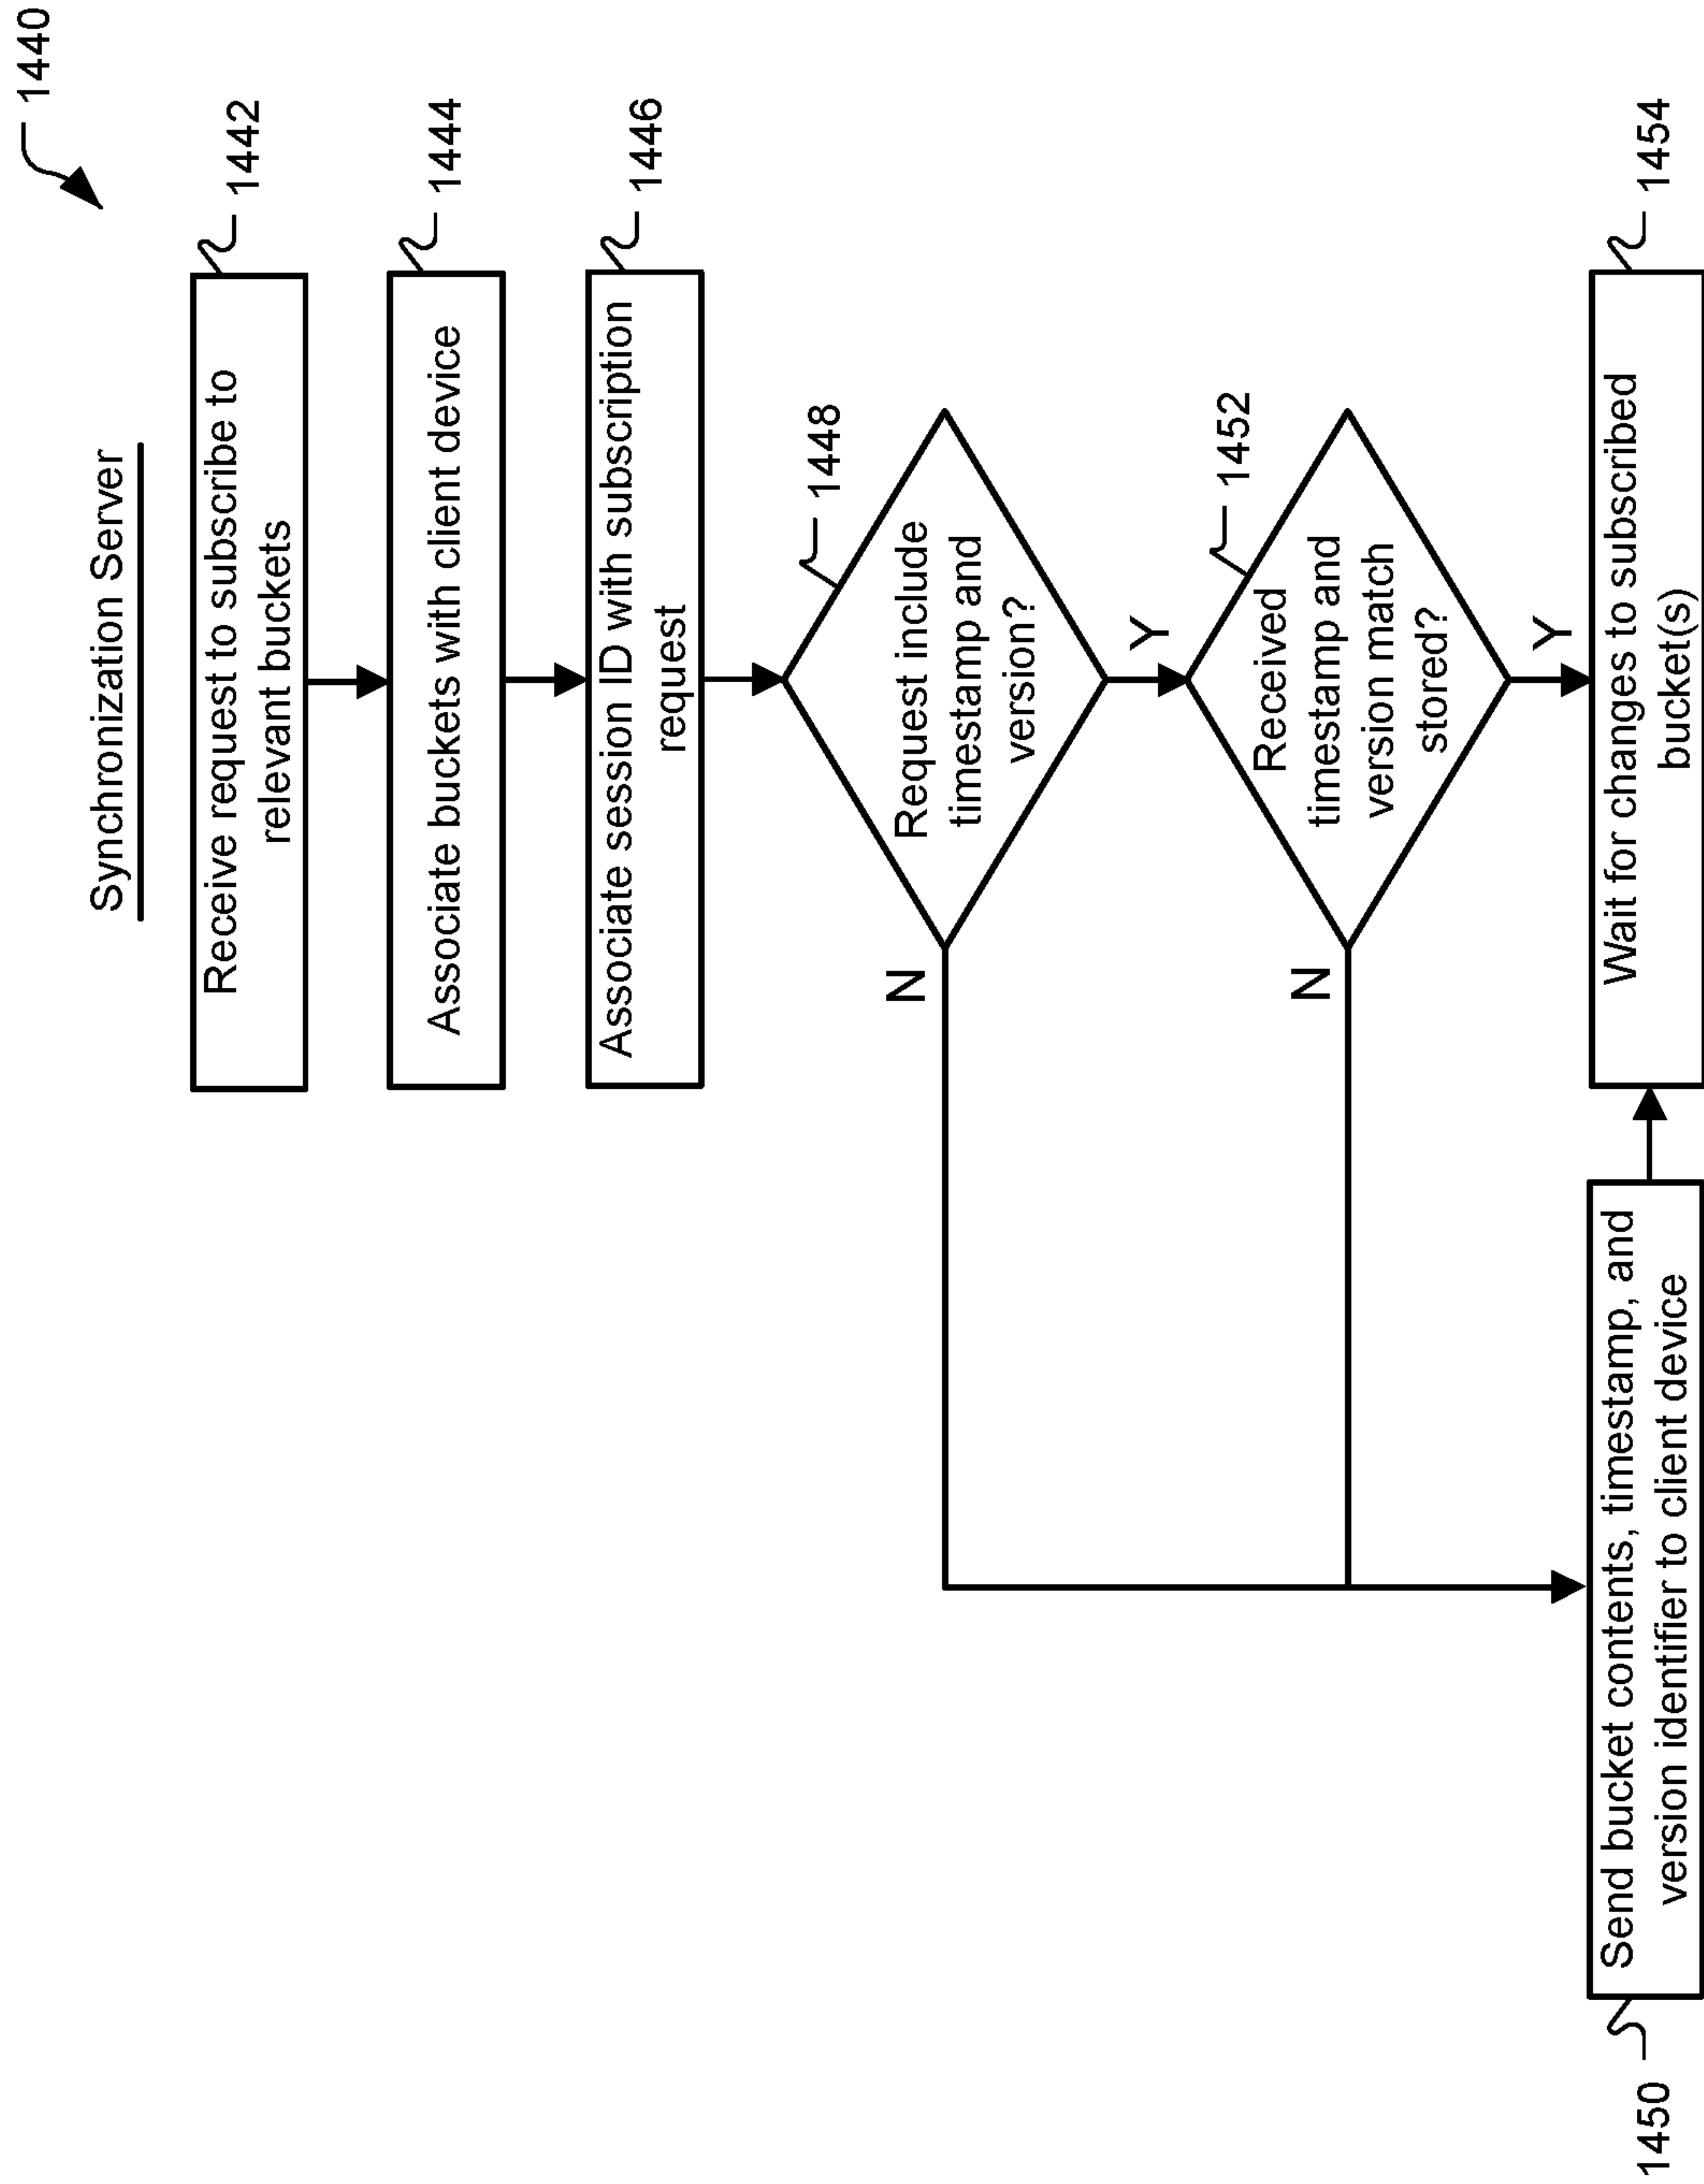 1440
Synchronization Server
Receive request to subscribe to
relevant buckets
1442
Associate buckets with client device
1444
Associate session ID with subscription
request
1446
Request include
timestamp and
version?
1448
N
Y
Received
timestamp and
version match
stored?
1452
N
Y
1450
Send bucket contents, timestamp, and
version identifier to client device
Wait for changes to subscribed
bucket(s)
1454